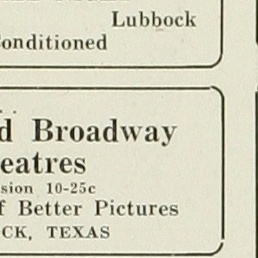 Lubbock
onditioned
d Broadway
eatres
sion 10-25c
f Better Pictures
CK, TEXAS